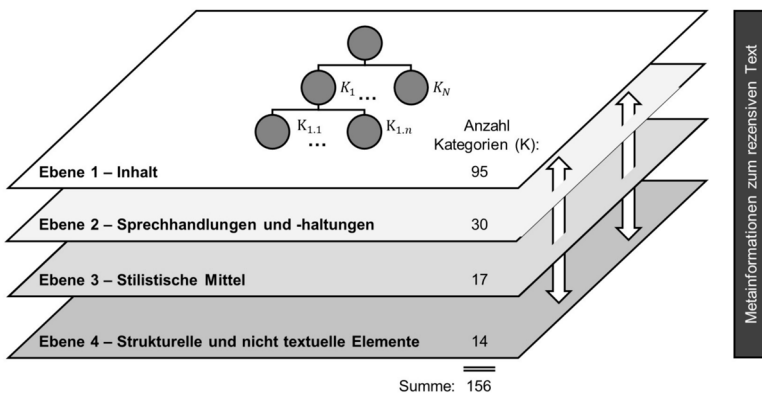 K₁
...
K_N
K₁.₁
...
K₁.ₙ
Anzahl
Kategorien (K):
Ebene 1 – Inhalt 95
Ebene 2 – Sprechhandlungen und -haltungen 30
Ebene 3 – Stilistische Mittel 17
Ebene 4 – Strukturelle und nicht textuelle Elemente 14
Summe: 156
Metainformationen zum rezensiven Text